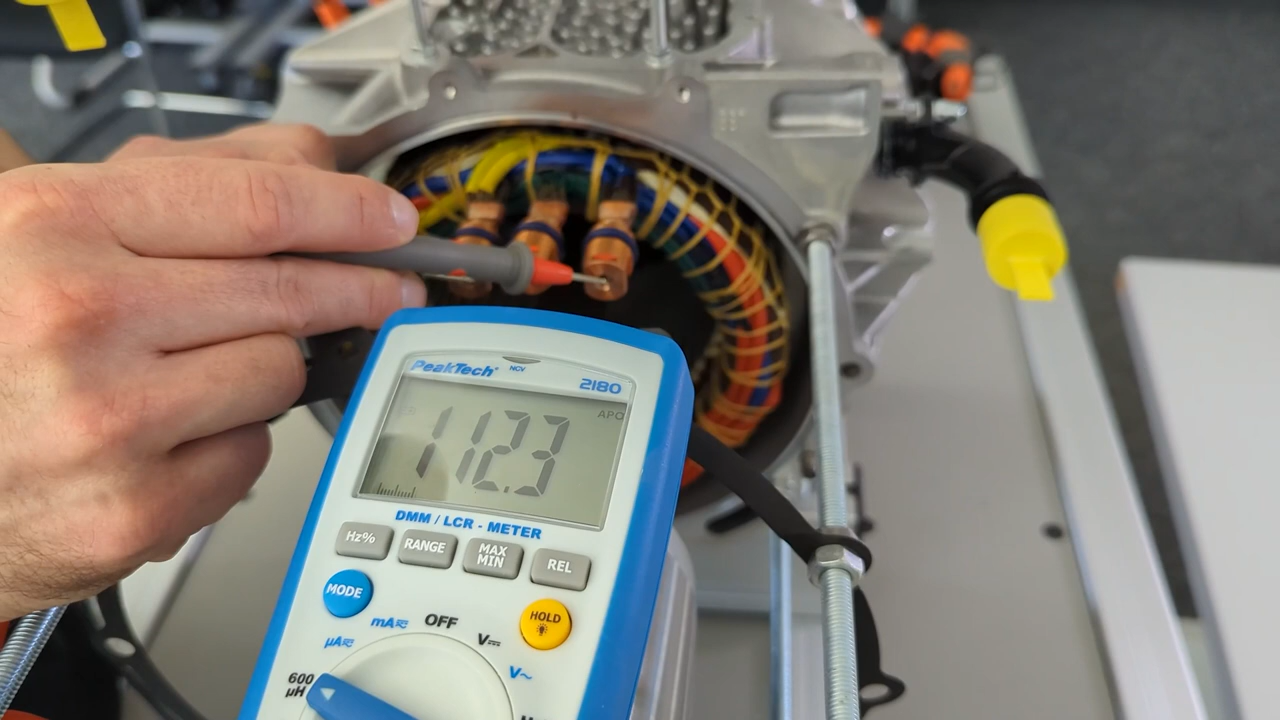 PeakTech® NCV 2180
APO
112.3
DMM / LCR - METER
Hz% RANGE MAX MIN REL
MODE HOLD
µA mA OFF V V~
600 µH